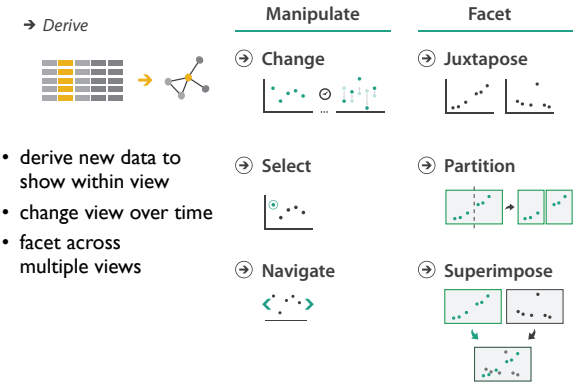 → Derive
• derive new data to
show within view
• change view over time
• facet across
multiple views
Manipulate
Change
...
Select
Navigate
Facet
Juxtapose
Partition
Superimpose